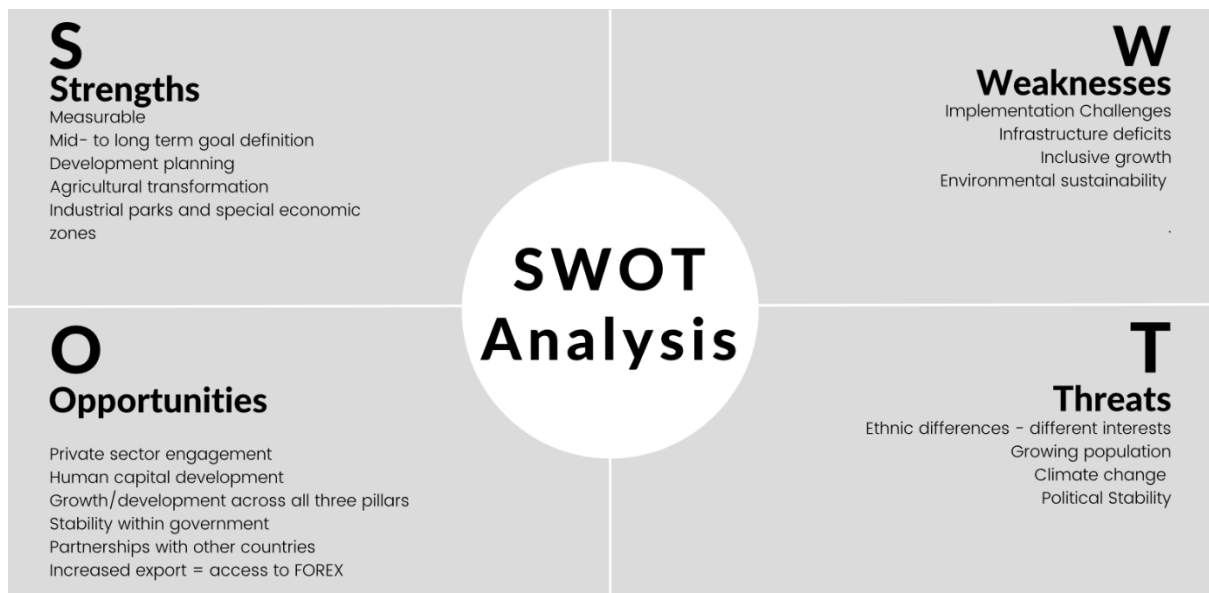 S
Strengths
Measurable
Mid- to long term goal definition
Development planning
Agricultural transformation
Industrial parks and special economic
zones
W
Weaknesses
Implementation Challenges
Infrastructure deficits
Inclusive growth
Environmental sustainability
.
SWOT
Analysis
O
Opportunities
Private sector engagement
Human capital development
Growth/development across all three pillars
Stability within government
Partnerships with other countries
Increased export = access to FOREX
T
Threats
Ethnic differences - different interests
Growing population
Climate change
Political Stability